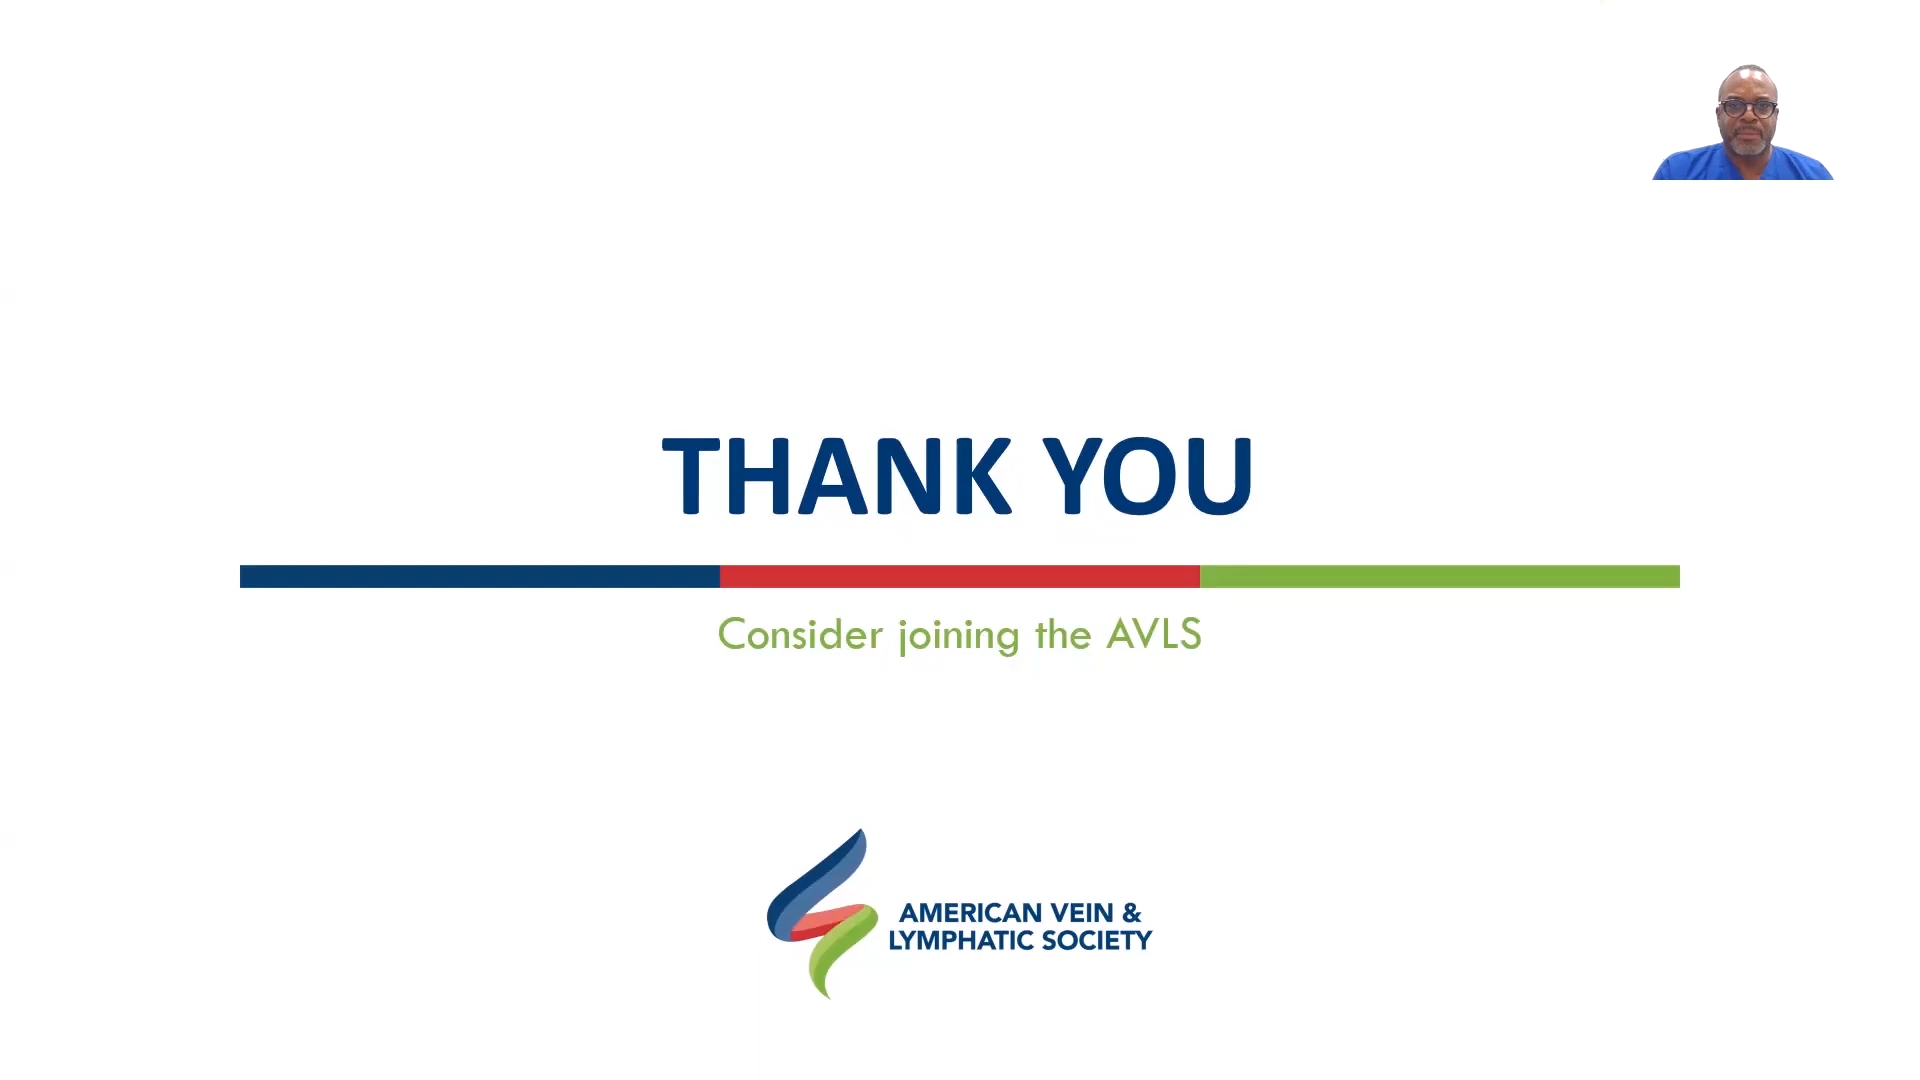 THANK YOU
Consider joining the AVLS
AMERICAN VEIN &
LYMPHATIC SOCIETY